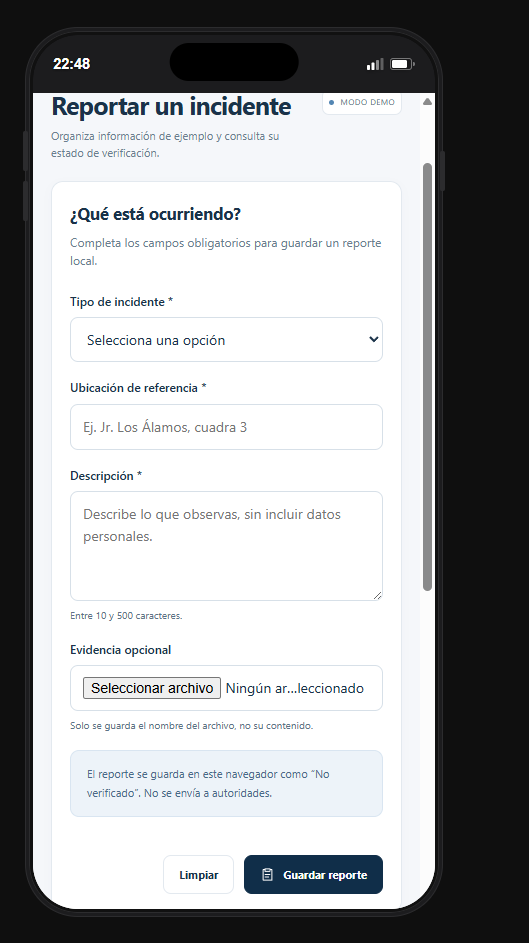 22:48
Reportar un incidente
MODO DEMO
Organiza información de ejemplo y consulta su
estado de verificación.
¿Qué está ocurriendo?
Completa los campos obligatorios para guardar un reporte
local.
Tipo de incidente *
Selecciona una opción
Ubicación de referencia *
Ej. Jr. Los Álamos, cuadra 3
Descripción *
Describe lo que observas, sin incluir datos
personales.
Entre 10 y 500 caracteres.
Evidencia opcional
Seleccionar archivo Ningún ar...leccionado
Solo se guarda el nombre del archivo, no su contenido.
El reporte se guarda en este navegador como "No
verificado". No se envía a autoridades.
Limpiar
Guardar reporte